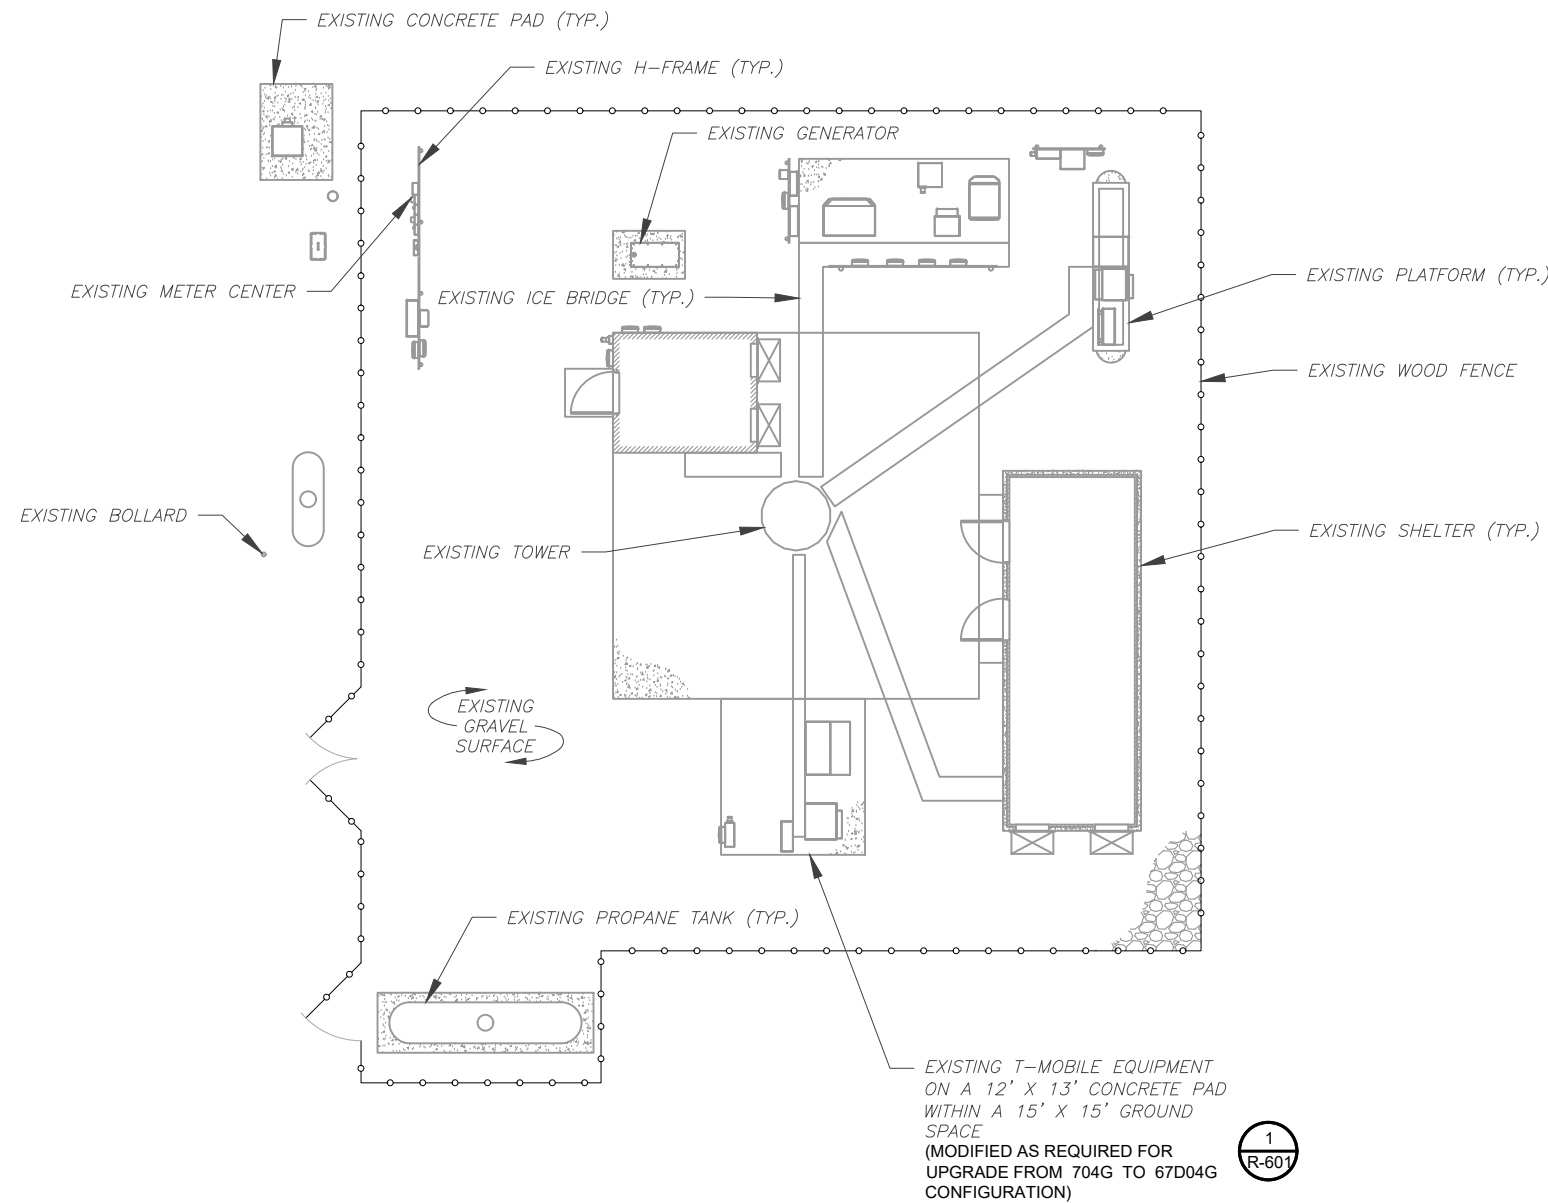 EXISTING CONCRETE PAD (TYP.)
EXISTING H-FRAME (TYP.)
EXISTING GENERATOR
EXISTING METER CENTER
EXISTING ICE BRIDGE (TYP.)
EXISTING PLATFORM (TYP.)
EXISTING WOOD FENCE
EXISTING BOLLARD
EXISTING TOWER
EXISTING SHELTER (TYP.)
EXISTING
GRAVEL
SURFACE
EXISTING PROPANE TANK (TYP.)
EXISTING T-MOBILE EQUIPMENT
ON A 12' X 13' CONCRETE PAD
WITHIN A 15' X 15' GROUND
SPACE
(MODIFIED AS REQUIRED FOR
UPGRADE FROM 704G TO 67D04G
CONFIGURATION)
1
R-601